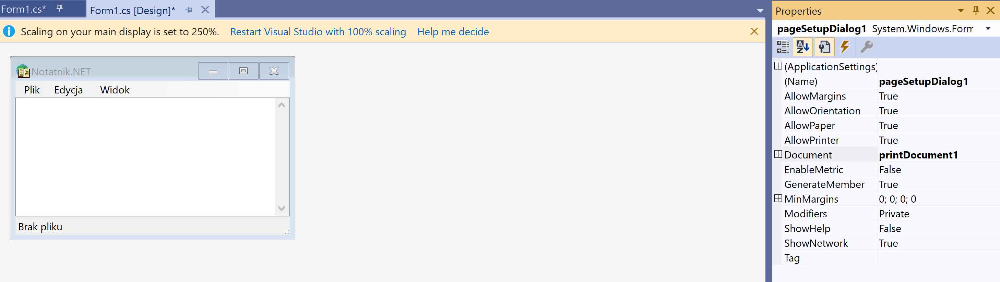 Form1.cs*
Form1.cs [Design]*
Scaling on your main display is set to 250%. Restart Visual Studio with 100% scaling Help me decide
Notatnik.NET
Plik Edycja Widok
Brak pliku
Properties
pageSetupDialog1 System.Windows.Form
(ApplicationSettings)
(Name) pageSetupDialog1
AllowMargins True
AllowOrientation True
AllowPaper True
AllowPrinter True
Document printDocument1
EnableMetric False
GenerateMember True
MinMargins 0; 0; 0; 0
Modifiers Private
ShowHelp False
ShowNetwork True
Tag